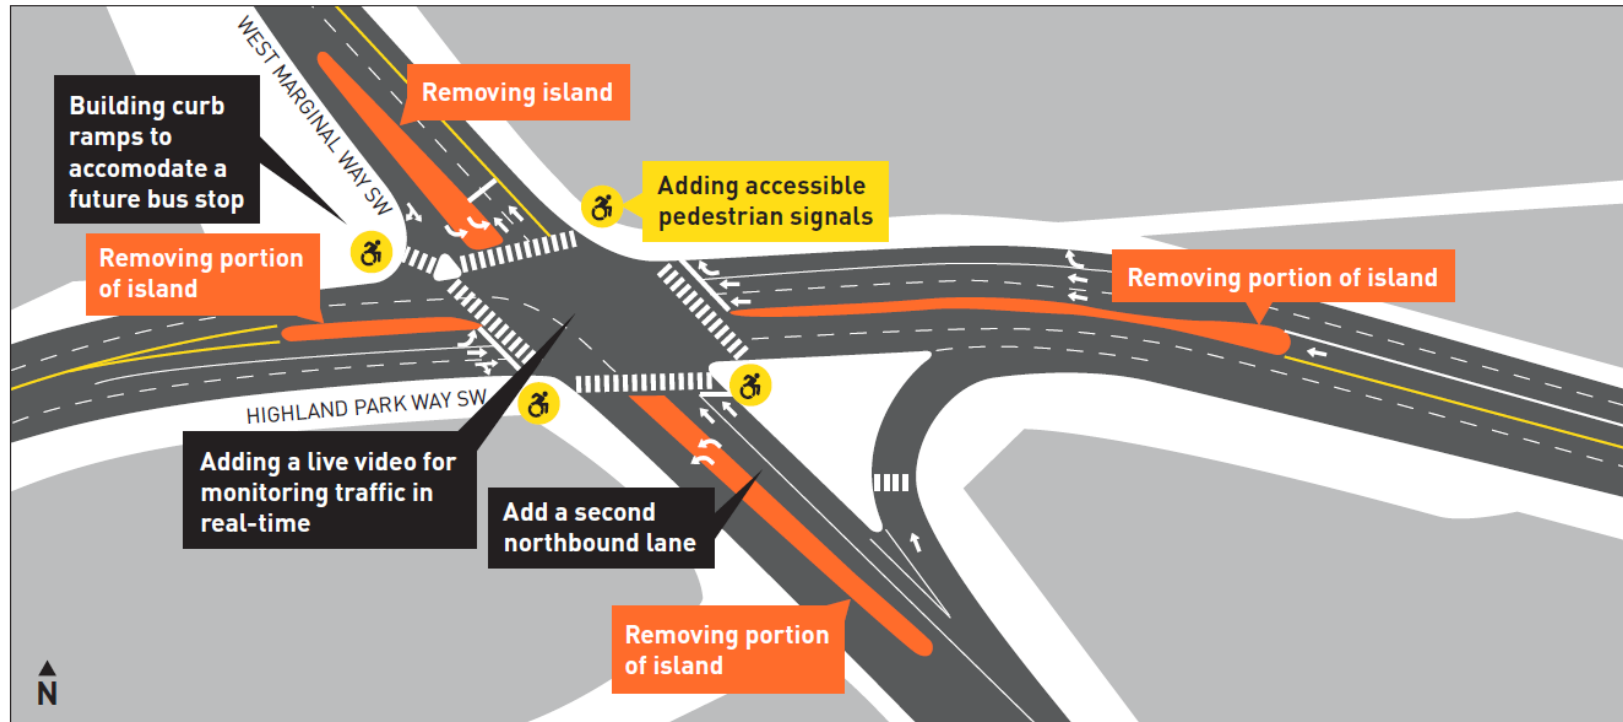 WEST MARGINAL WAY SW
Removing island
Building curb
ramps to
accomodate a
future bus stop
Adding accessible
pedestrian signals
Removing portion
of island
Removing portion of island
HIGHLAND PARK WAY SW
Adding a live video for
monitoring traffic in
real-time
Add a second
northbound lane
Removing portion
of island
N